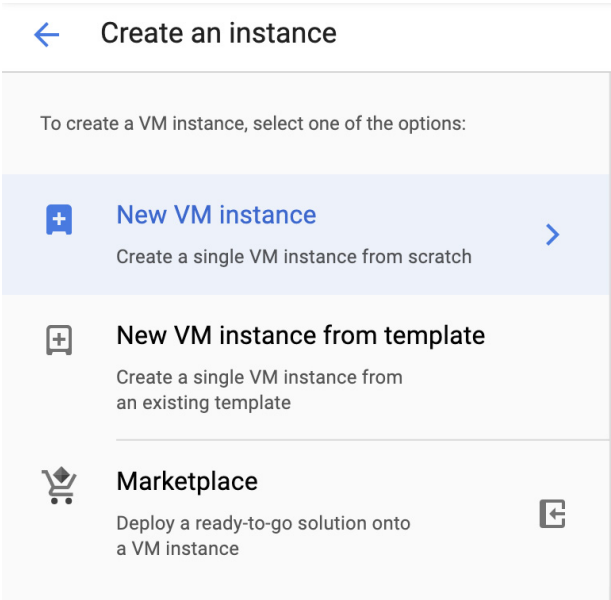 Create an instance
To create a VM instance, select one of the options:
New VM instance
Create a single VM instance from scratch
New VM instance from template
Create a single VM instance from
an existing template
Marketplace
Deploy a ready-to-go solution onto
a VM instance